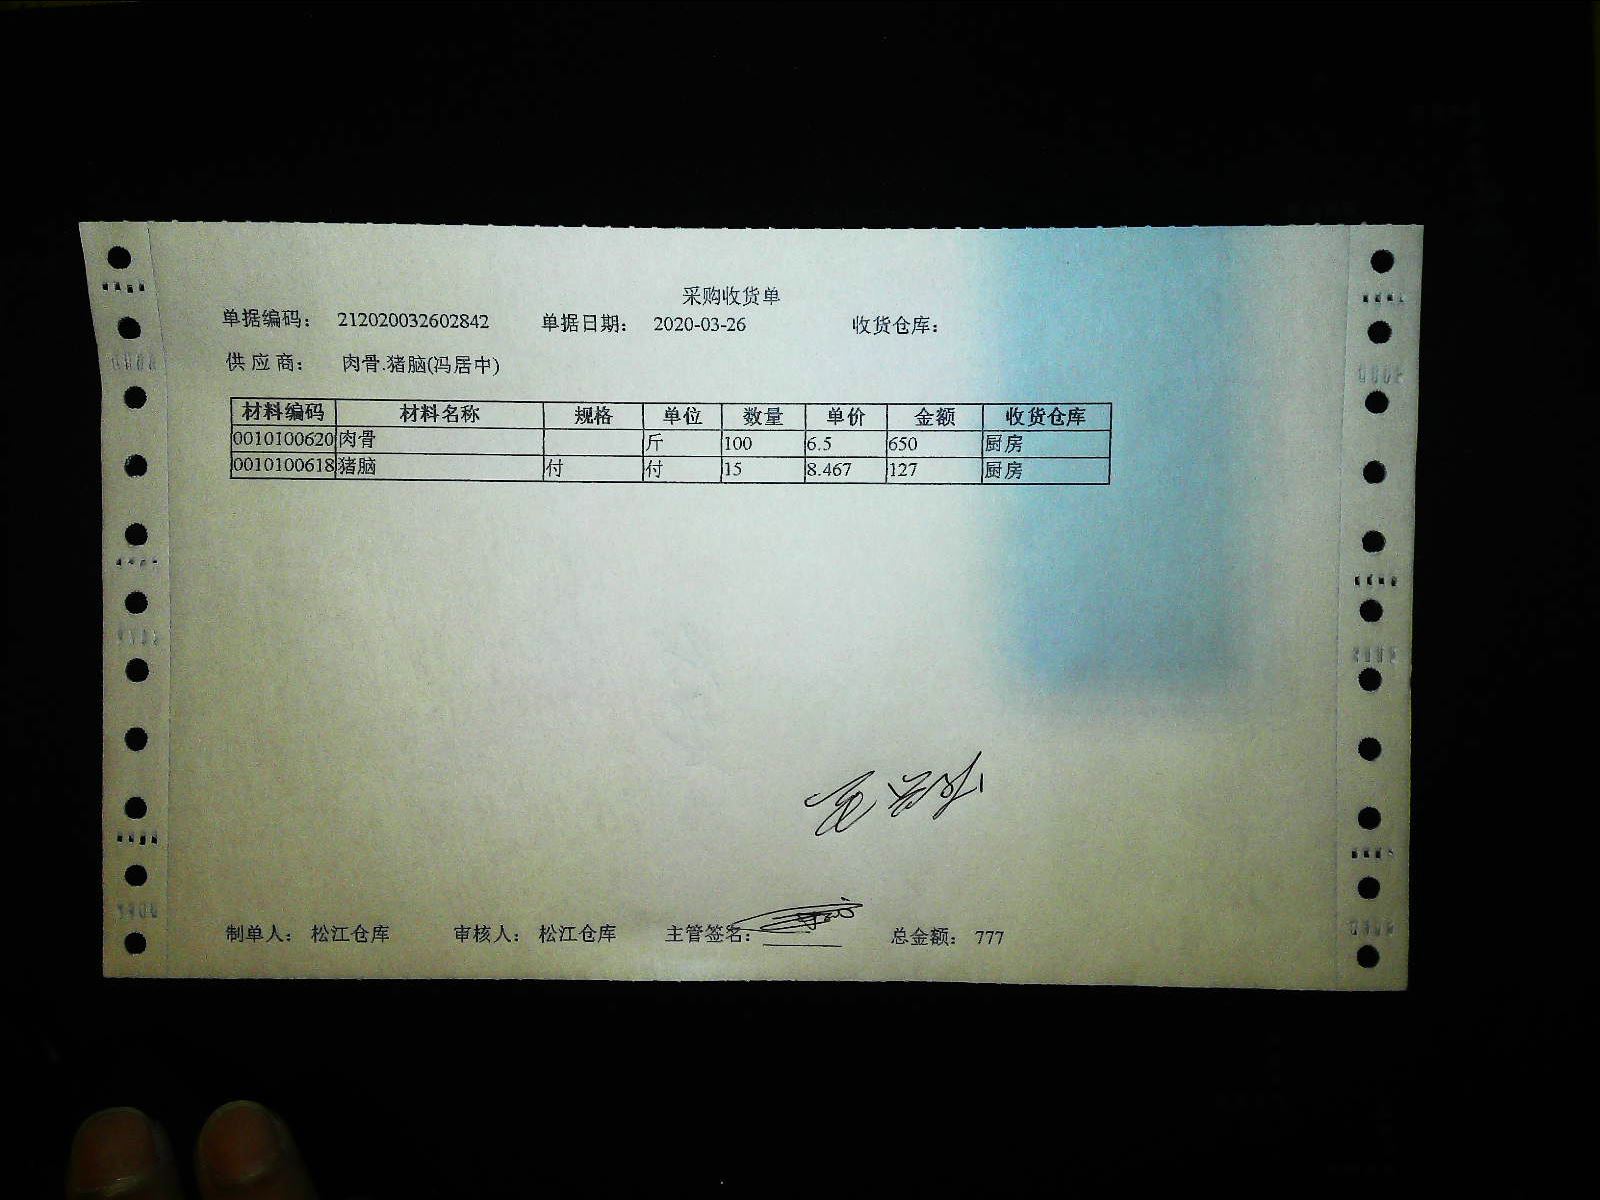 采购收货单
单据编码： 212020032602842 单据日期： 2020-03-26 收货仓库：
供应商： 肉骨.猪脑(冯居中)
材料编码 材料名称 规格 单位 数量 单价 金额 收货仓库
0010100620 肉骨 斤 100 6.5 650 厨房
0010100618 猪脑 付 付 15 8.467 127 厨房
制单人： 松江仓库 审核人： 松江仓库 主管签名： 总金额： 777